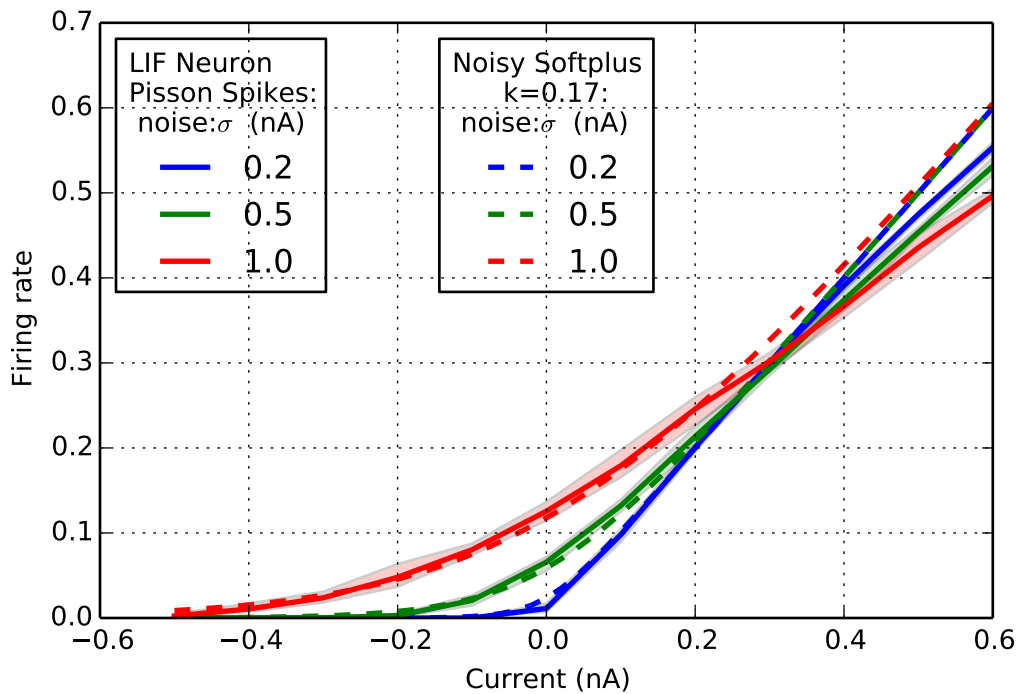 0.7
0.6
0.5
0.4
0.3
0.2
0.1
0.0
Firing rate
LIF Neuron
Pisson Spikes:
noise:σ (nA)
0.2
0.5
1.0
Noisy Softplus
k=0.17:
noise:σ (nA)
0.2
0.5
1.0
−0.6 −0.4 −0.2 0.0 0.2 0.4 0.6
Current (nA)